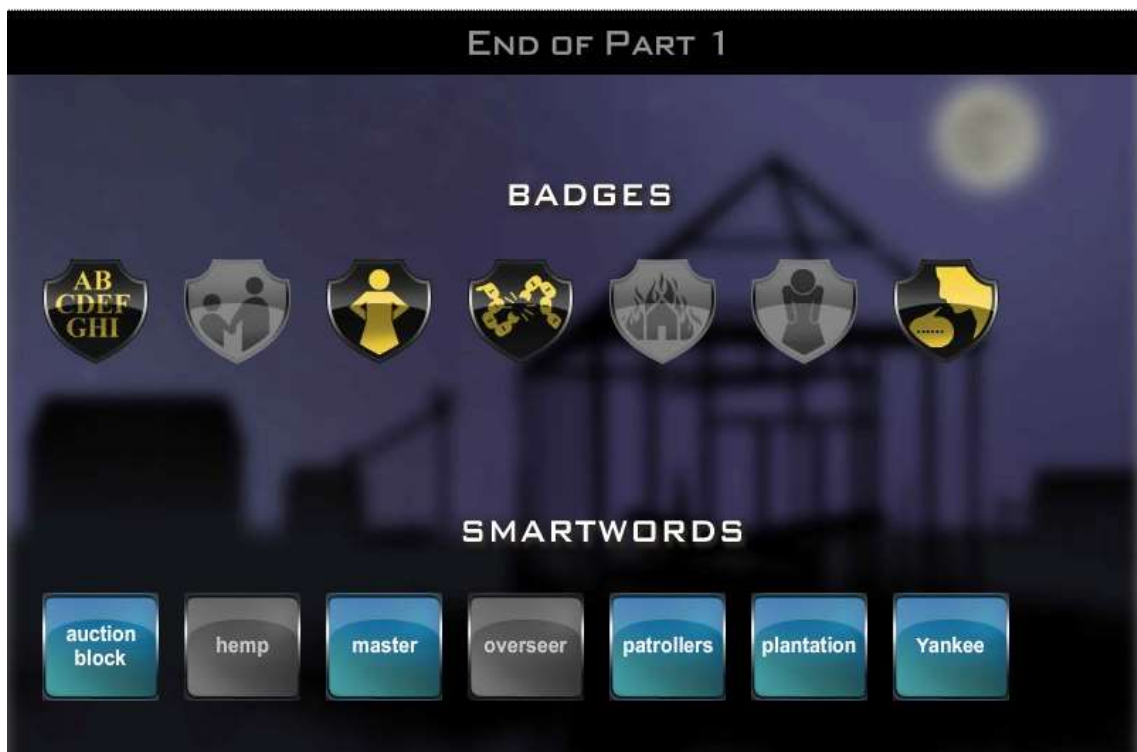 END OF PART 1
BADGES
AB
CDEF
GHI
......
SMARTWORDS
auction
block
hemp
master
overseer
patrollers
plantation
Yankee